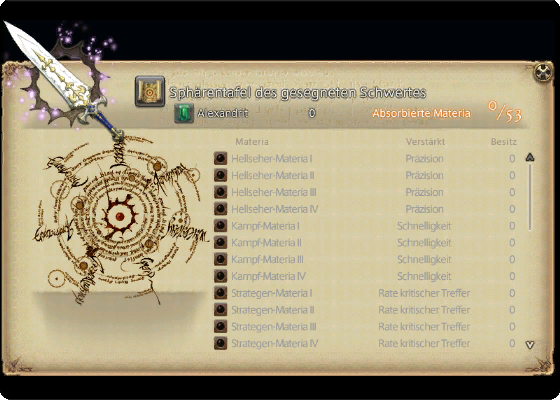 Sphärentafel des gesegneten Schwertes
Alexandrit 0 Absorbierte Materia 0/53
Materia Verstärkt Besitz
Hellseher-Materia I Präzision 0
Hellseher-Materia II Präzision 0
Hellseher-Materia III Präzision 0
Hellseher-Materia IV Präzision 0
Kampf-Materia I Schnelligkeit 0
Kampf-Materia II Schnelligkeit 0
Kampf-Materia III Schnelligkeit 0
Kampf-Materia IV Schnelligkeit 0
Strategen-Materia I Rate kritischer Treffer 0
Strategen-Materia II Rate kritischer Treffer 0
Strategen-Materia III Rate kritischer Treffer 0
Strategen-Materia IV Rate kritischer Treffer 0